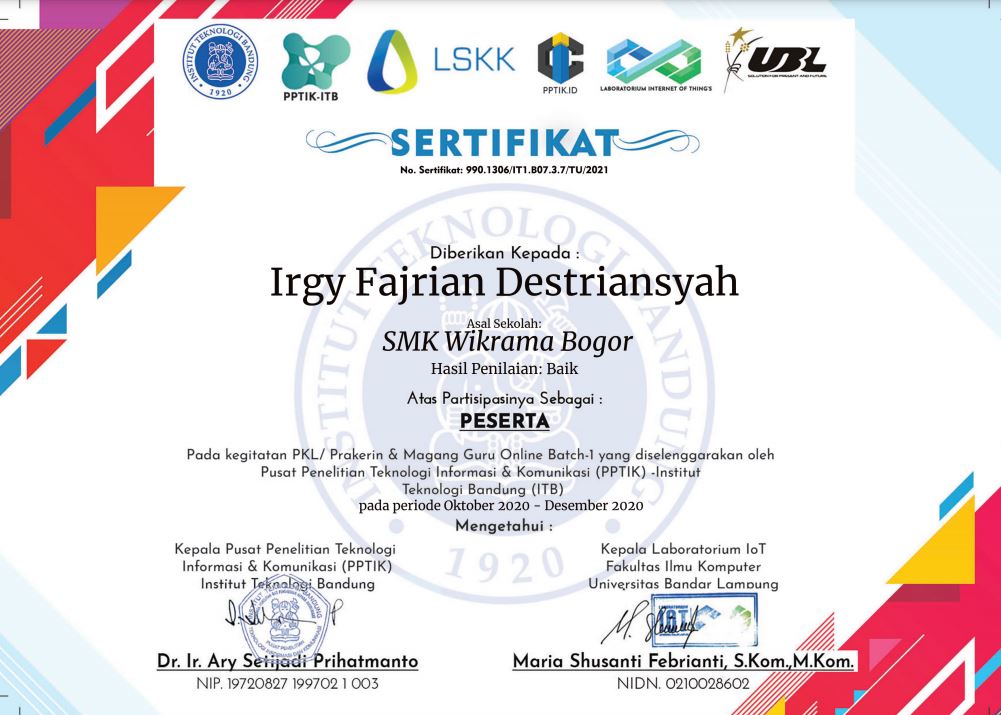 INSTITUT TEKNOLOGI BANDUNG
1920
PPTIK-ITB
LSKK
PPTIK.ID
LABORATORIUM INTERNET OF THING'S
UBL
SOLUTION FOR PRESENT AND FUTURE
SERTIFIKAT
No. Sertifikat: 990.1306/IT1.B07.3.7/TU/2021
INSTITUT TEKNOLOGI BANDUNG
1920
Diberikan Kepada :
Irgy Fajrian Destriansyah
Asal Sekolah:
SMK Wikrama Bogor
Hasil Penilaian: Baik
Atas Partisipasinya Sebagai :
PESERTA
Pada kegitatan PKL/ Prakerin & Magang Guru Online Batch-1 yang diselenggarakan oleh
Pusat Penelitian Teknologi Informasi & Komunikasi (PPTIK) -Institut
Teknologi Bandung (ITB)
pada periode Oktober 2020 - Desember 2020
Mengetahui :
Kepala Pusat Penelitian Teknologi
Informasi & Komunikasi (PPTIK)
Institut Teknologi Bandung
Dr. Ir. Ary Setijadi Prihatmanto
NIP. 19720827 199702 1 003
Kepala Laboratorium IoT
Fakultas Ilmu Komputer
Universitas Bandar Lampung
Maria Shusanti Febrianti, S.Kom.,M.Kom.
NIDN. 0210028602